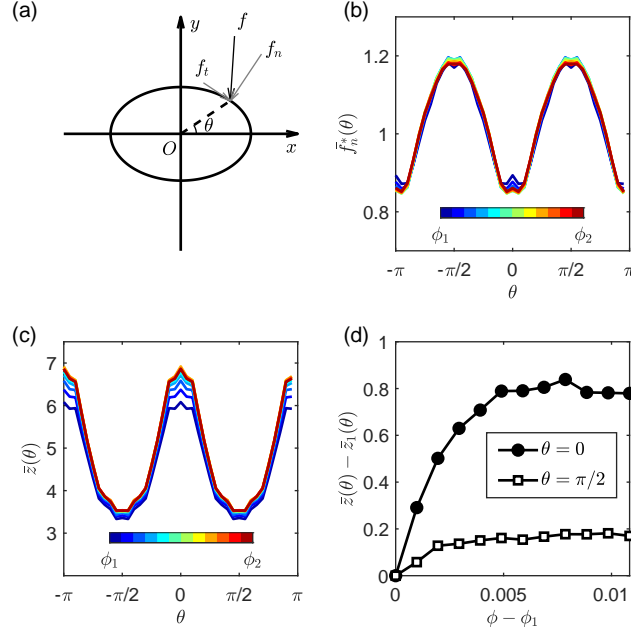 (a)
y
f
f_t
f_n
θ
O
x
(b)
1.2
1
0.8
f̄_n^*(θ)
ϕ_1
ϕ_2
-π
-π/2
0
π/2
π
θ
(c)
7
6
5
4
3
z̄(θ)
ϕ_1
ϕ_2
-π
-π/2
0
π/2
π
θ
(d)
1
0.8
0.6
0.4
0.2
0
z̄(θ) − z̄_1(θ)
θ = 0
θ = π/2
0
0.005
0.01
ϕ − ϕ_1